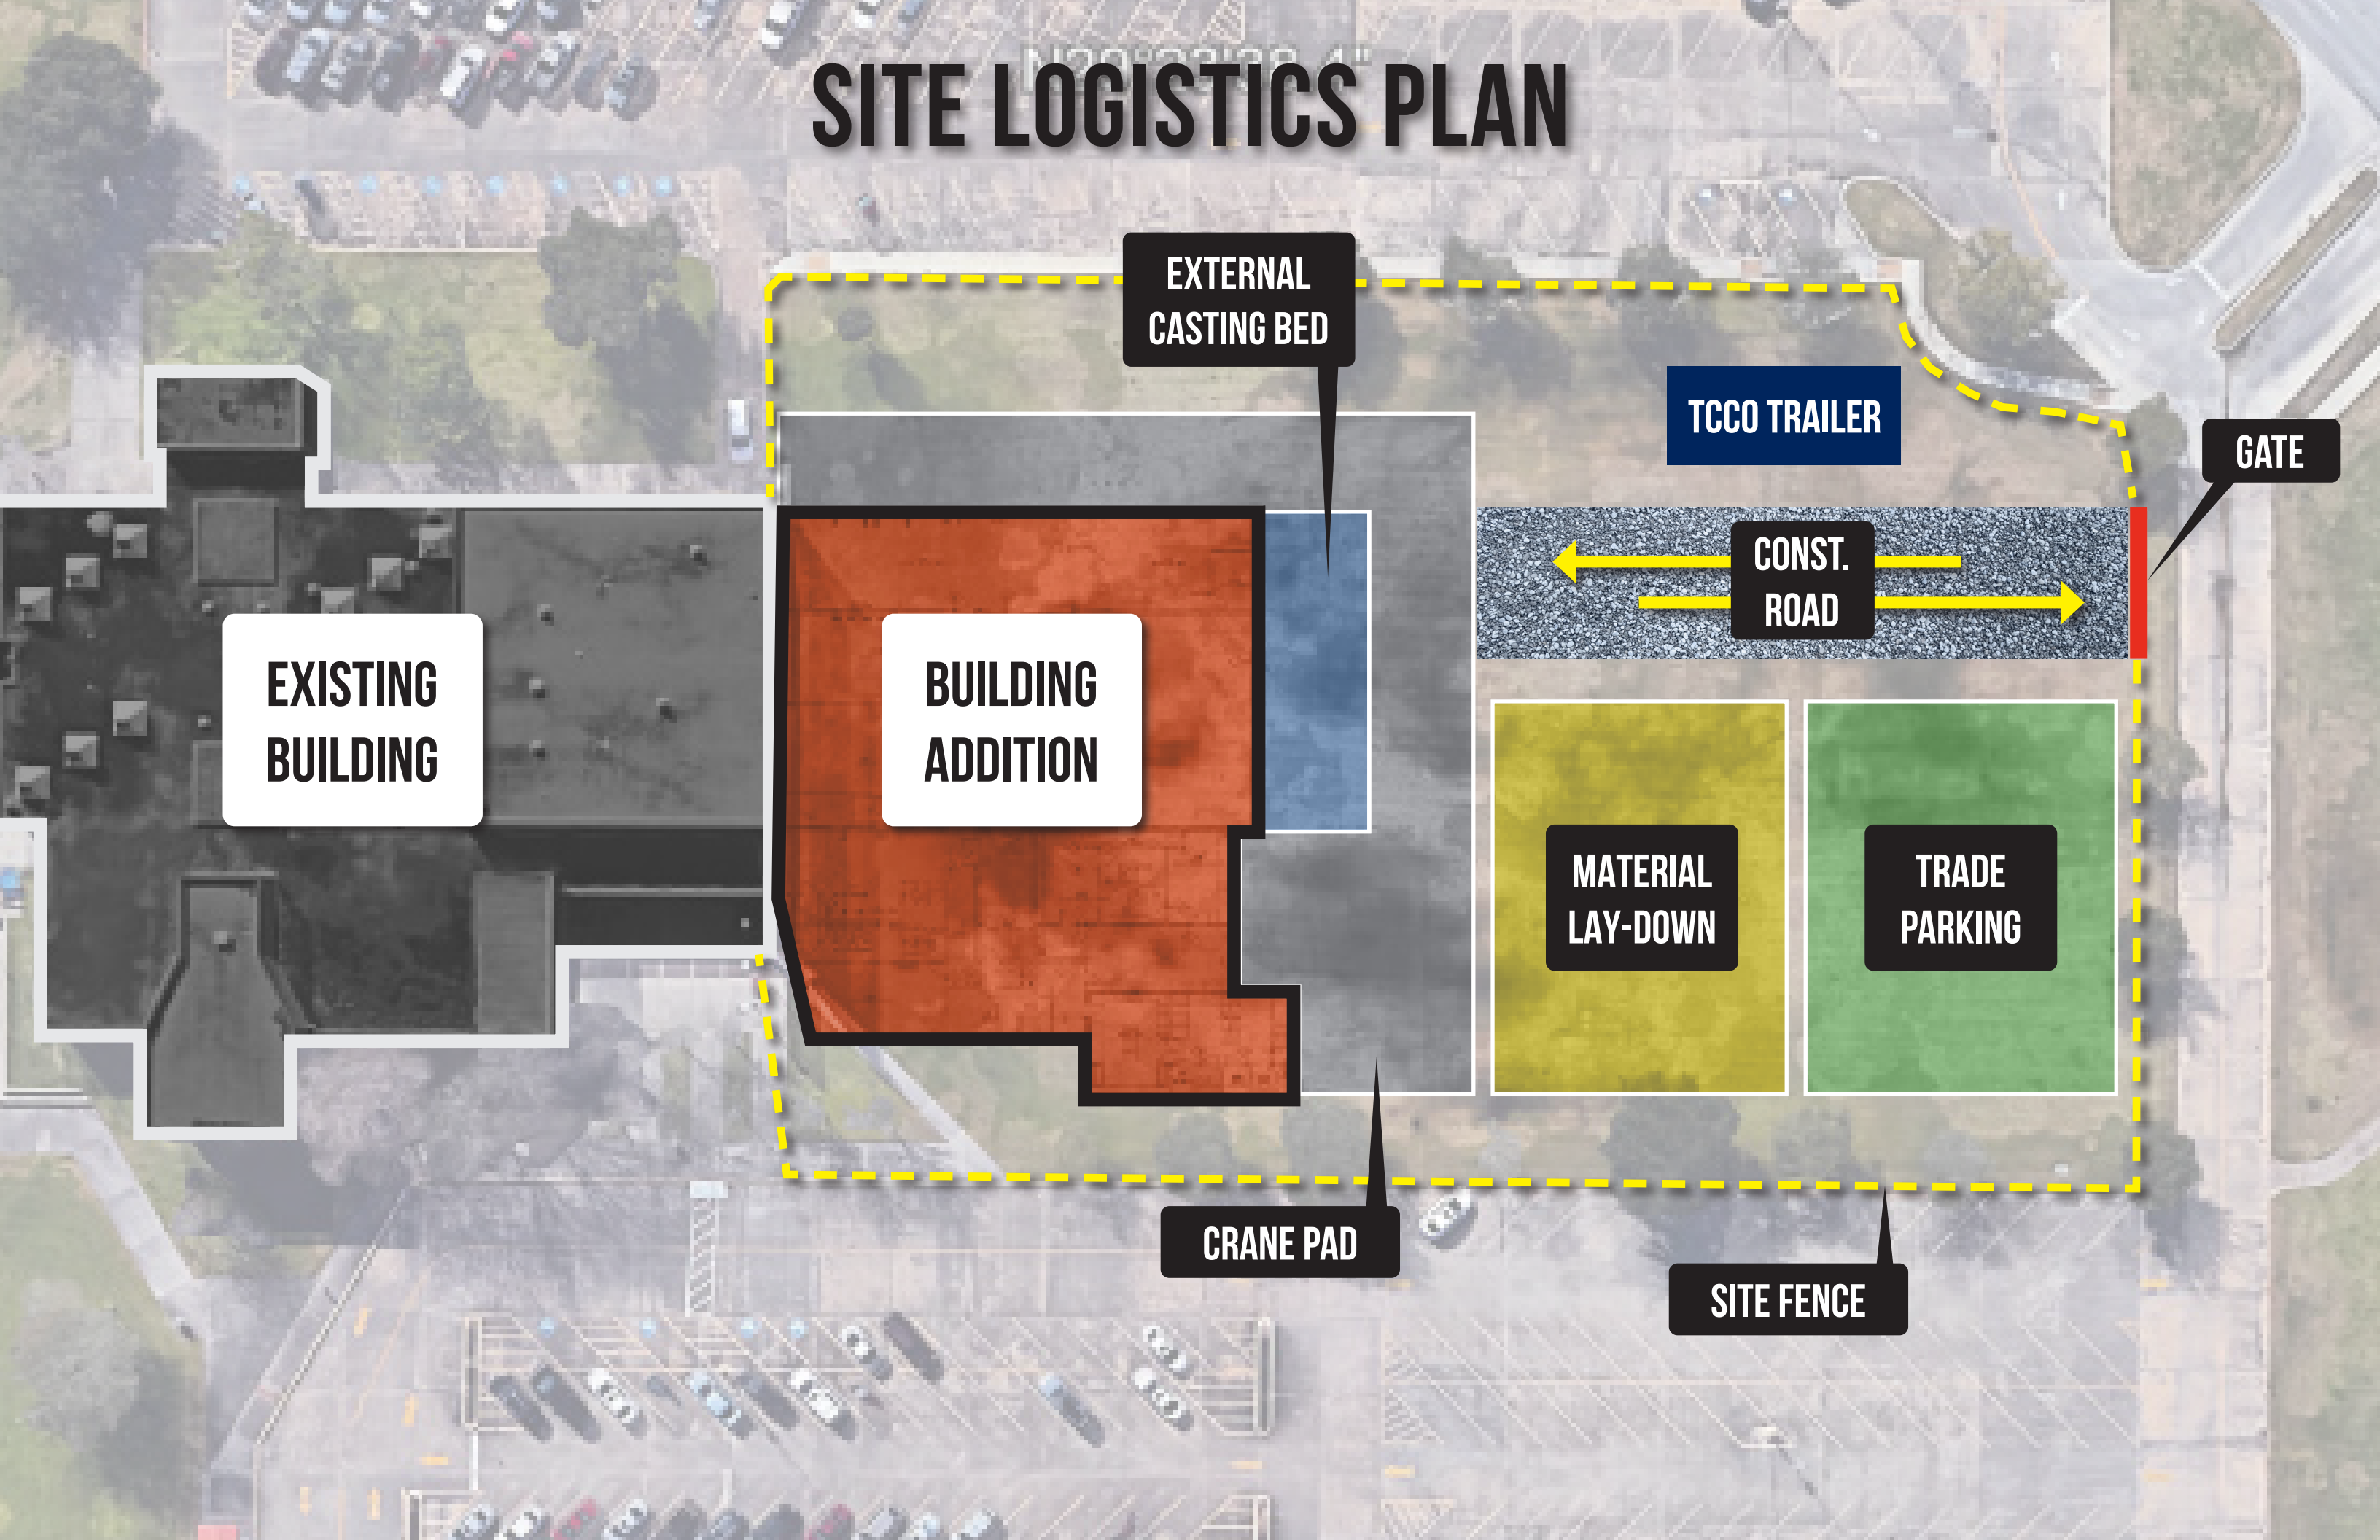 SITE LOGISTICS PLAN
EXTERNAL
CASTING BED
TCCO TRAILER
GATE
CONST.
ROAD
EXISTING
BUILDING
BUILDING
ADDITION
MATERIAL
LAY-DOWN
TRADE
PARKING
CRANE PAD
SITE FENCE